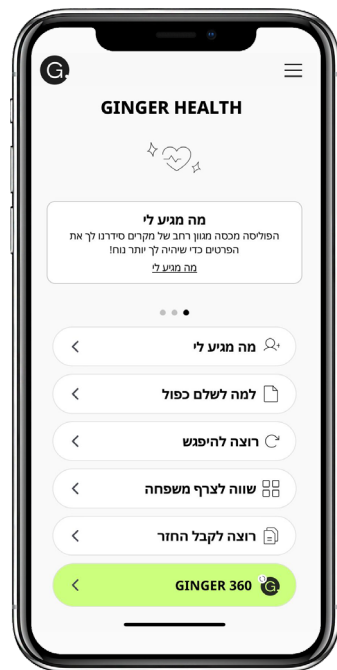 G.
GINGER HEALTH
מה מגיע לי
הפוליסה מכסה מגוון רחב של מקרים סידרנו לך את
הפרטים כדי שיהיה לך יותר נוח!
מה מגיע לי
מה מגיע לי
למה לשלם כפול
רוצה להיפגש
שווה לצרף משפחה
רוצה לקבל החזר
GINGER 360
G.